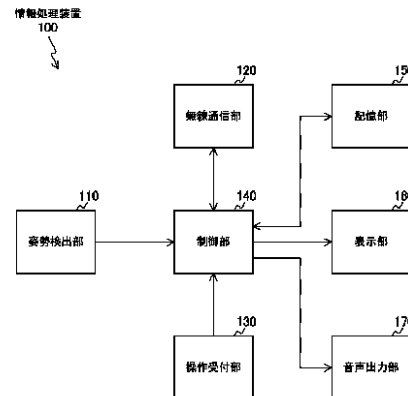 情報処理装置
100
120
無線通信部
150
記憶部
110
姿勢検出部
140
制御部
160
表示部
130
操作受付部
170
音声出力部